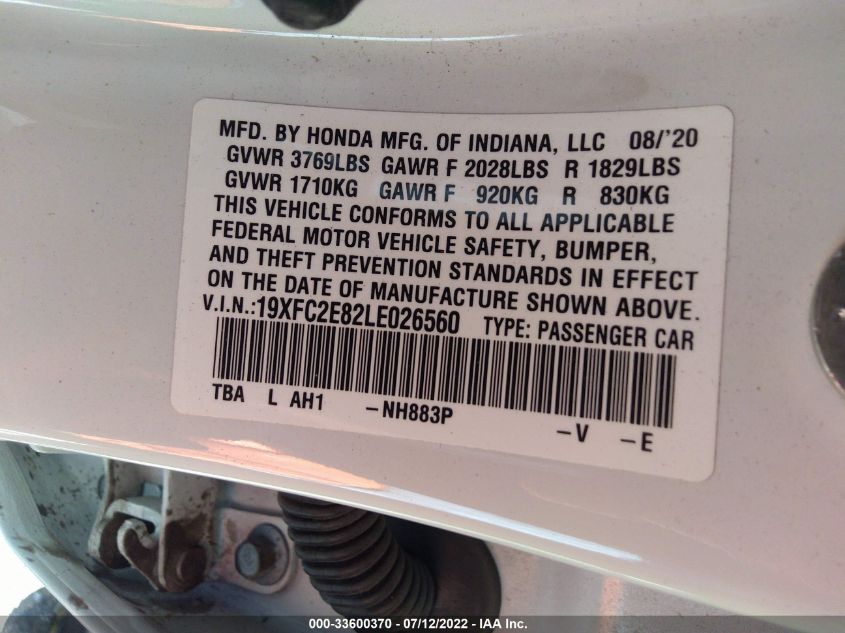 MFD. BY HONDA MFG. OF INDIANA, LLC 08/'20
GVWR 3769LBS GAWR F 2028LBS R 1829LBS
GVWR 1710KG GAWR F 920KG R 830KG
THIS VEHICLE CONFORMS TO ALL APPLICABLE
FEDERAL MOTOR VEHICLE SAFETY, BUMPER,
AND THEFT PREVENTION STANDARDS IN EFFECT
ON THE DATE OF MANUFACTURE SHOWN ABOVE.
V.I.N.:19XFC2E82LE026560 TYPE: PASSENGER CAR
TBA L AH1 -NH883P -V -E
000-33600370 - 07/12/2022 - IAA Inc.